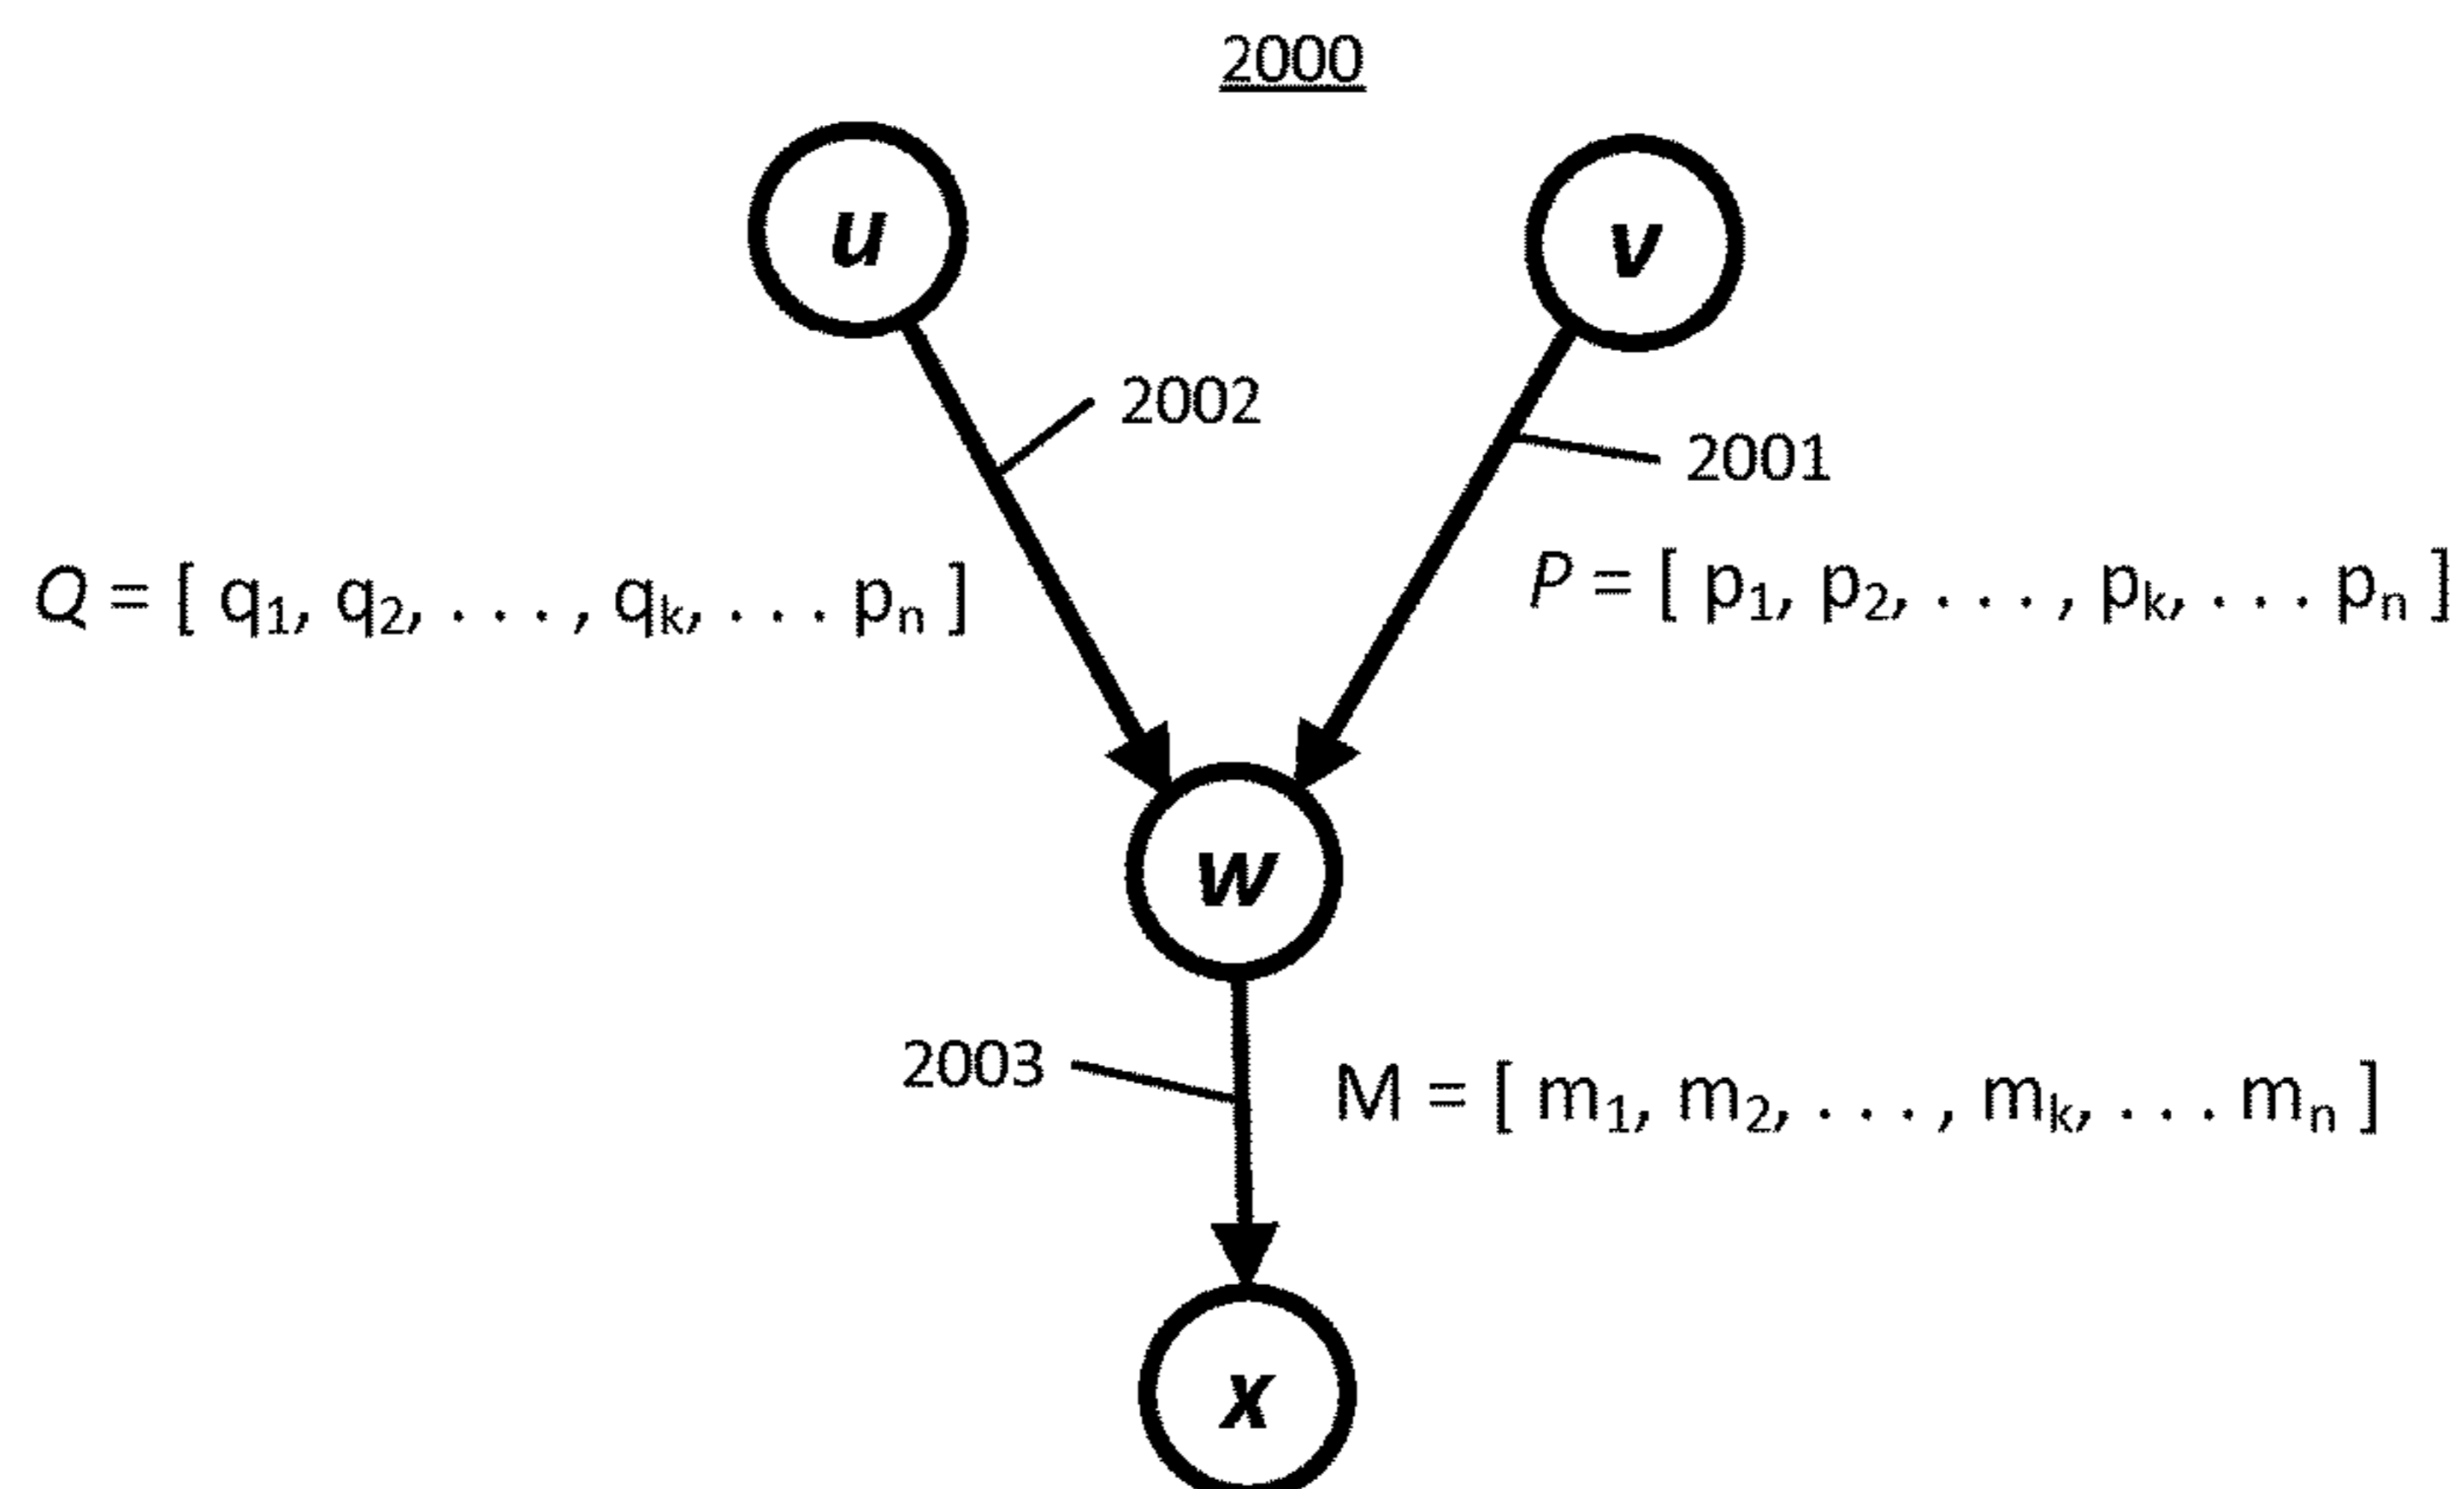 2000
u
v
2002
2001
Q = [ q₁, q₂, . . . , qₖ, . . . pₙ ]
P = [ p₁, p₂, . . . , pₖ, . . . pₙ ]
w
2003
M = [ m₁, m₂, . . . , mₖ, . . . mₙ ]
x